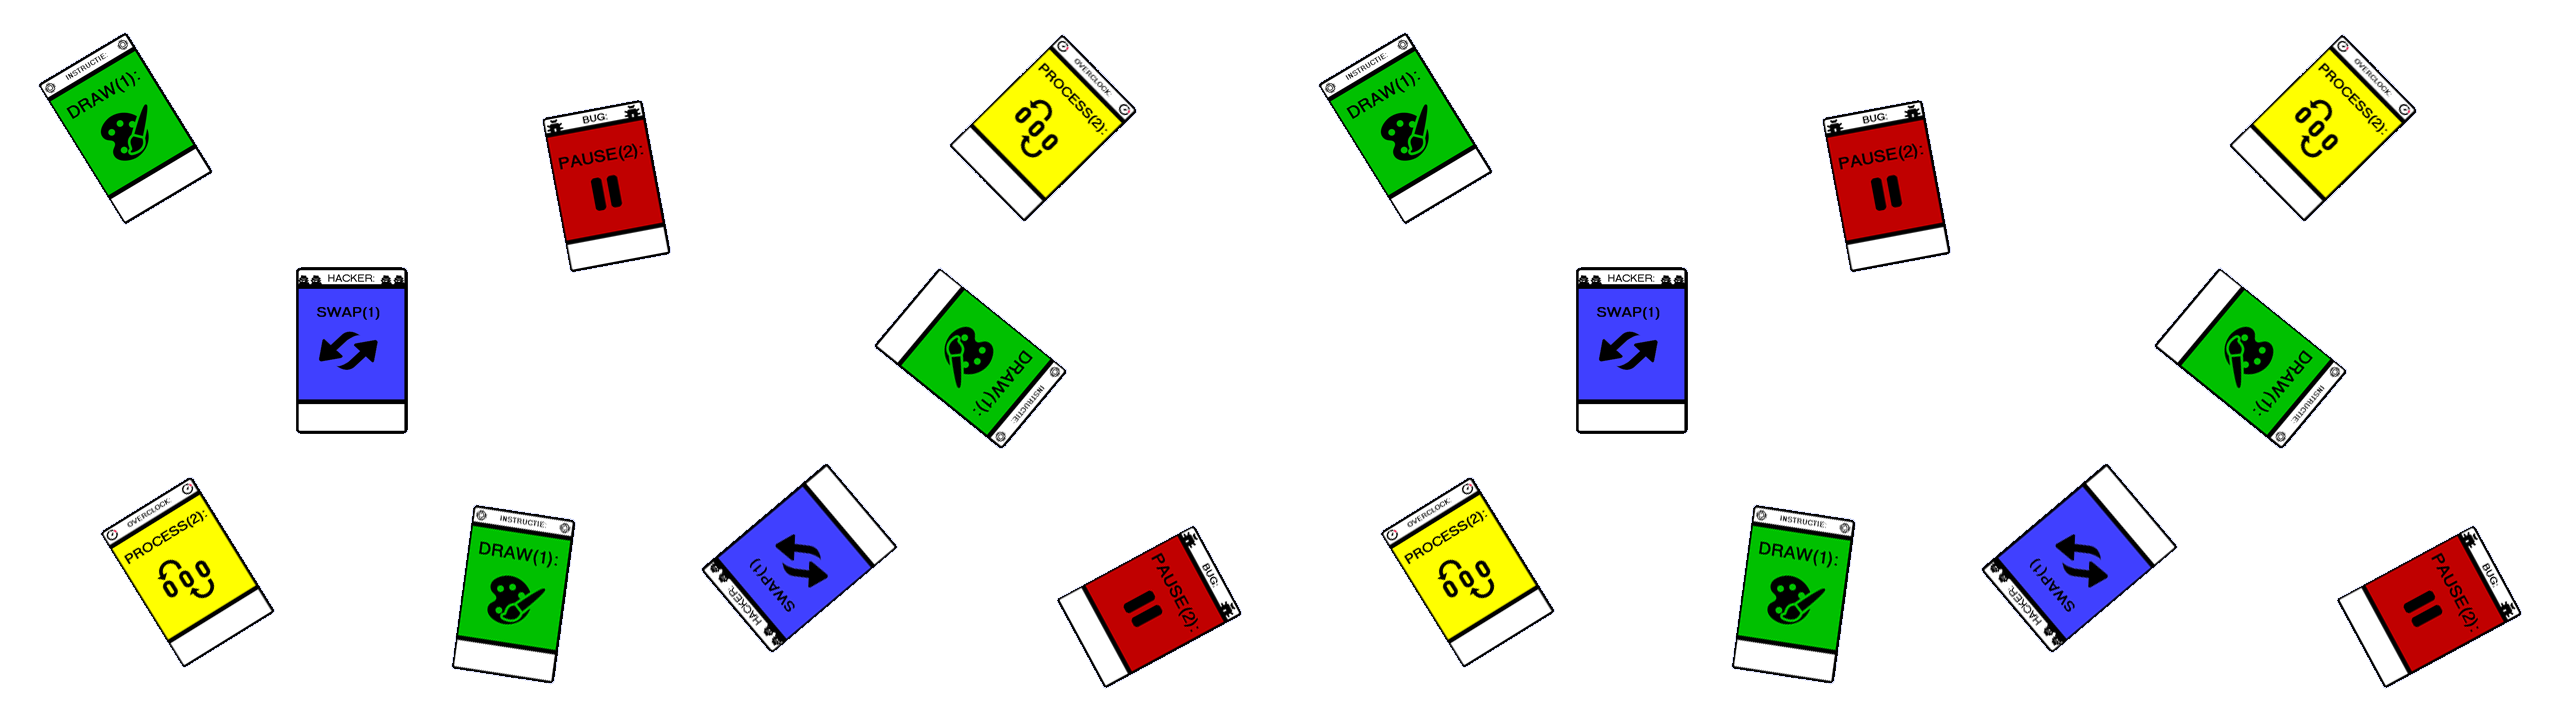 INSTRUCTIE:
DRAW(1):
BUG:
PAUSE(2):
OVERCLOCK:
PROCESS(2):
INSTRUCTIE:
DRAW(1):
BUG:
PAUSE(2):
OVERCLOCK:
PROCESS(2):
HACKER:
SWAP(1)
INSTRUCTIE:
DRAW(1):
HACKER:
SWAP(1)
INSTRUCTIE:
DRAW(1):
OVERCLOCK:
PROCESS(2):
INSTRUCTIE:
DRAW(1):
HACKER:
SWAP(1)
BUG:
PAUSE(2):
OVERCLOCK:
PROCESS(2):
INSTRUCTIE:
DRAW(1):
HACKER:
SWAP(1)
BUG:
PAUSE(2):